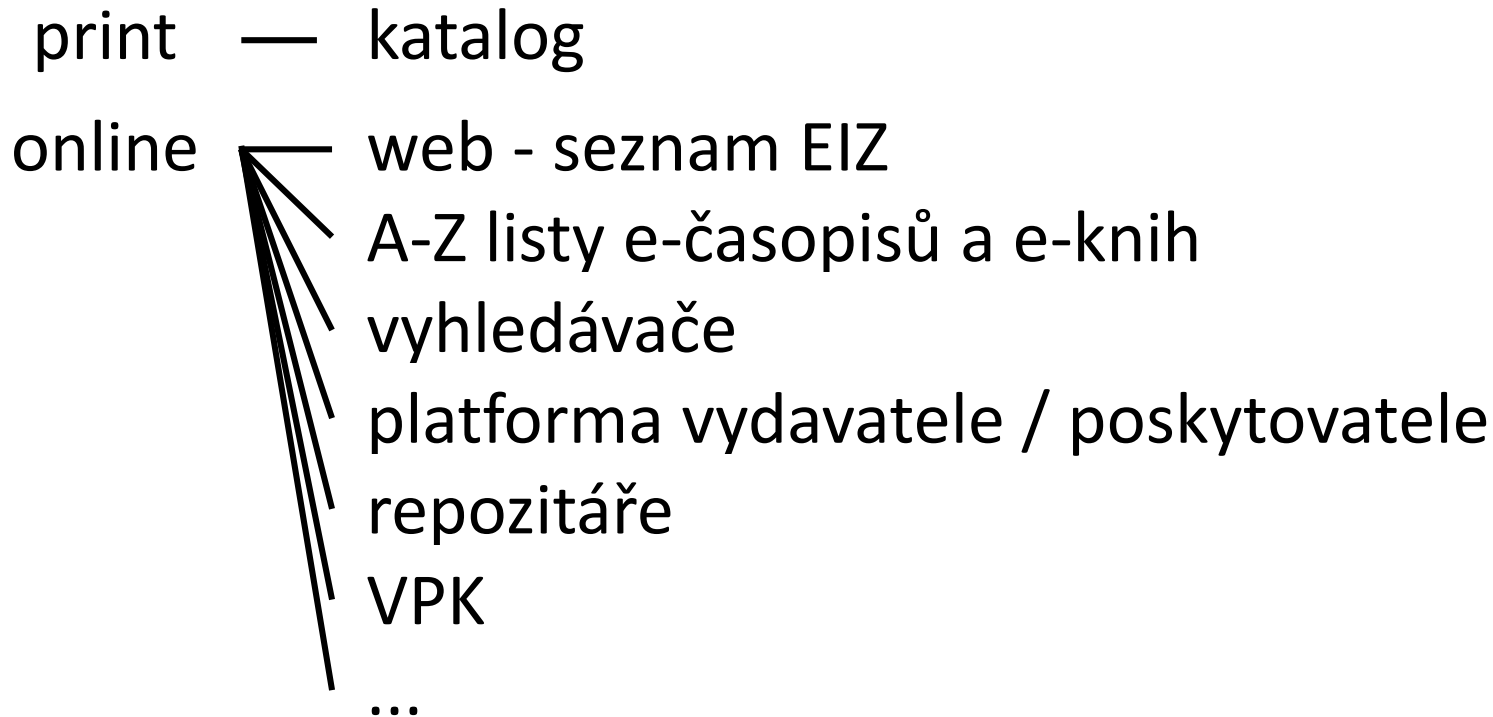 print — katalog
online web - seznam EIZ
A-Z listy e-časopisů a e-knih
vyhledávače
platforma vydavatele / poskytovatele
repozitáře
VPK
...